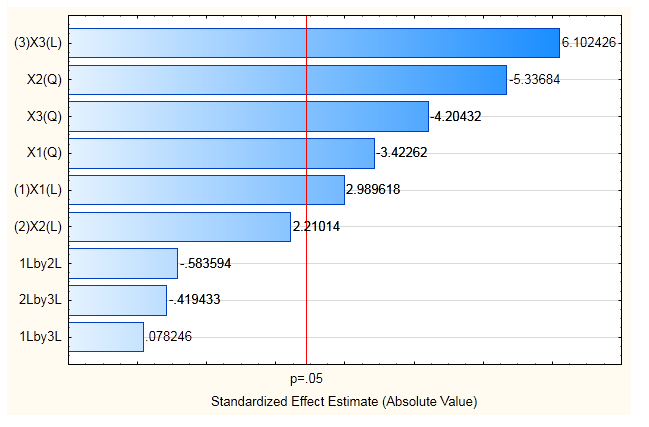 (3)X3(L) 6.102426
X2(Q) -5.33684
X3(Q) -4.20432
X1(Q) -3.42262
(1)X1(L) 2.989618
(2)X2(L) 2.21014
1Lby2L -.583594
2Lby3L -.419433
1Lby3L .078246
p=.05
Standardized Effect Estimate (Absolute Value)